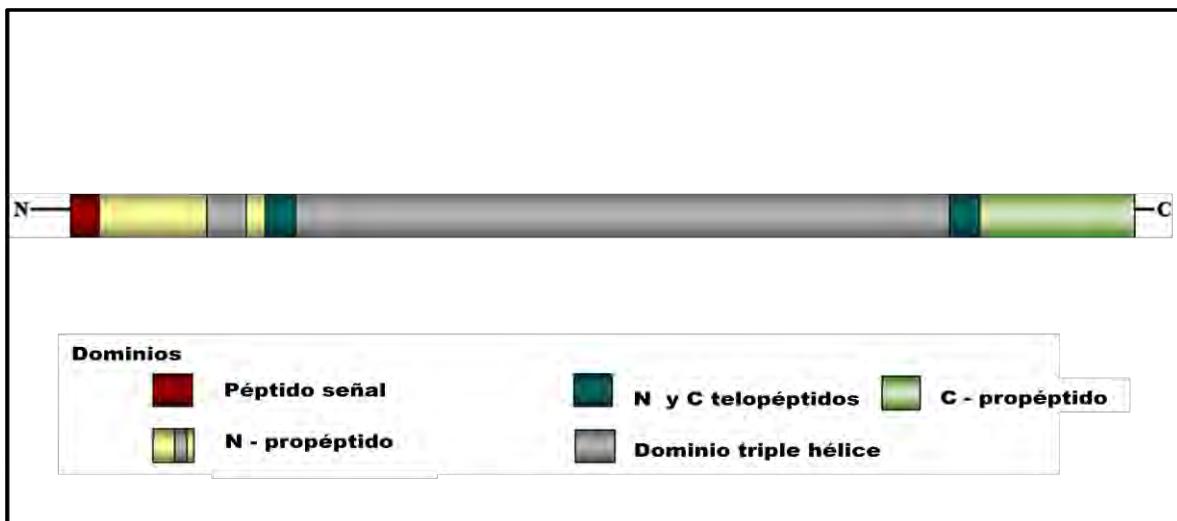 N C
Dominios
Péptido señal
N y C telopéptidos
C - propéptido
N - propéptido
Dominio triple hélice